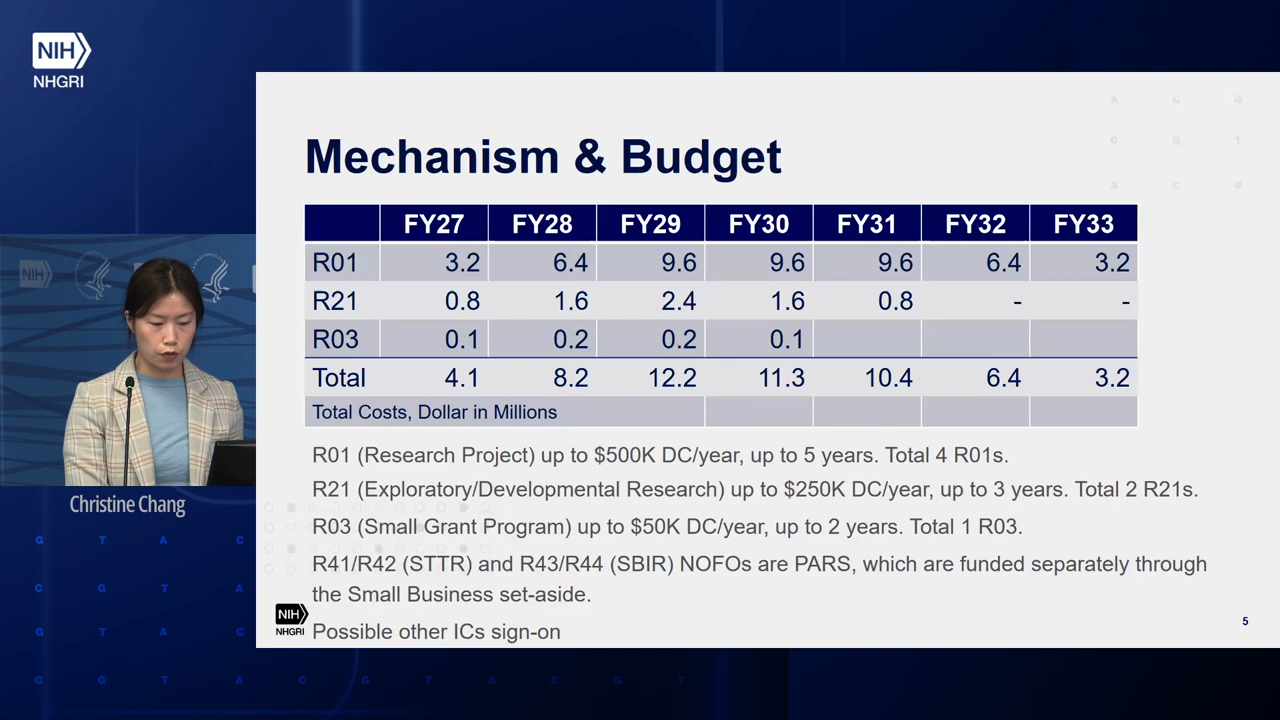 NIH
NHGRI
Mechanism & Budget
FY27 FY28 FY29 FY30 FY31 FY32 FY33
R01 3.2 6.4 9.6 9.6 9.6 6.4 3.2
R21 0.8 1.6 2.4 1.6 0.8 - -
R03 0.1 0.2 0.2 0.1
Total 4.1 8.2 12.2 11.3 10.4 6.4 3.2
Total Costs, Dollar in Millions
R01 (Research Project) up to $500K DC/year, up to 5 years. Total 4 R01s.
R21 (Exploratory/Developmental Research) up to $250K DC/year, up to 3 years. Total 2 R21s.
R03 (Small Grant Program) up to $50K DC/year, up to 2 years. Total 1 R03.
R41/R42 (STTR) and R43/R44 (SBIR) NOFOs are PARS, which are funded separately through
the Small Business set-aside.
Possible other ICs sign-on
NIH
NHGRI
5
NIH
Christine Chang
G T A C
C G T A
G T A C
C G T A C G T A C G T